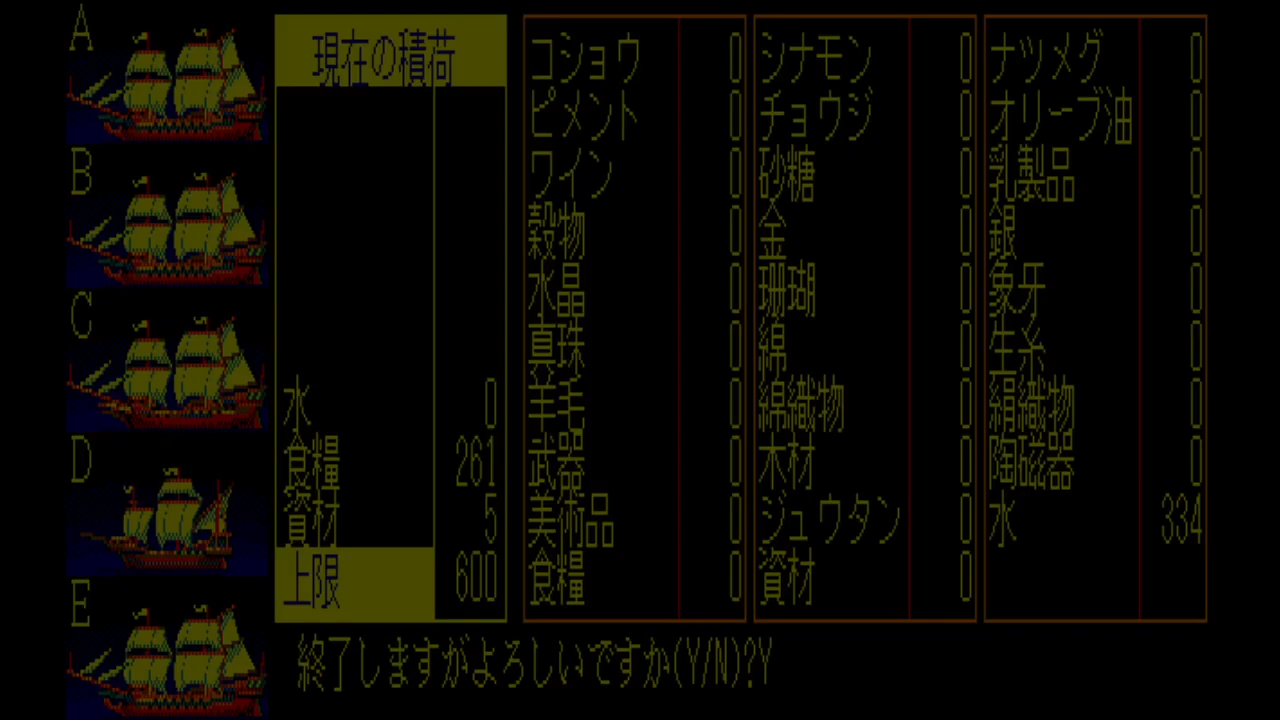 A
B
C
D
E
現在の積荷
水 0
食糧 261
資材 5
上限 600
コショウ 0 シナモン 0 ナツメグ 0
ピメント 0 チョウジ 0 オリーブ油 0
ワイン 0 砂糖 0 乳製品 0
穀物 0 金 0 銀 0
水晶 0 珊瑚 0 象牙 0
真珠 0 綿 0 生糸 0
羊毛 0 綿織物 0 絹織物 0
武器 0 木材 0 陶磁器 0
美術品 0 ジュウタン 0 水 334
食糧 0 資材 0
終了しますがよろしいですか(Y/N)?Y